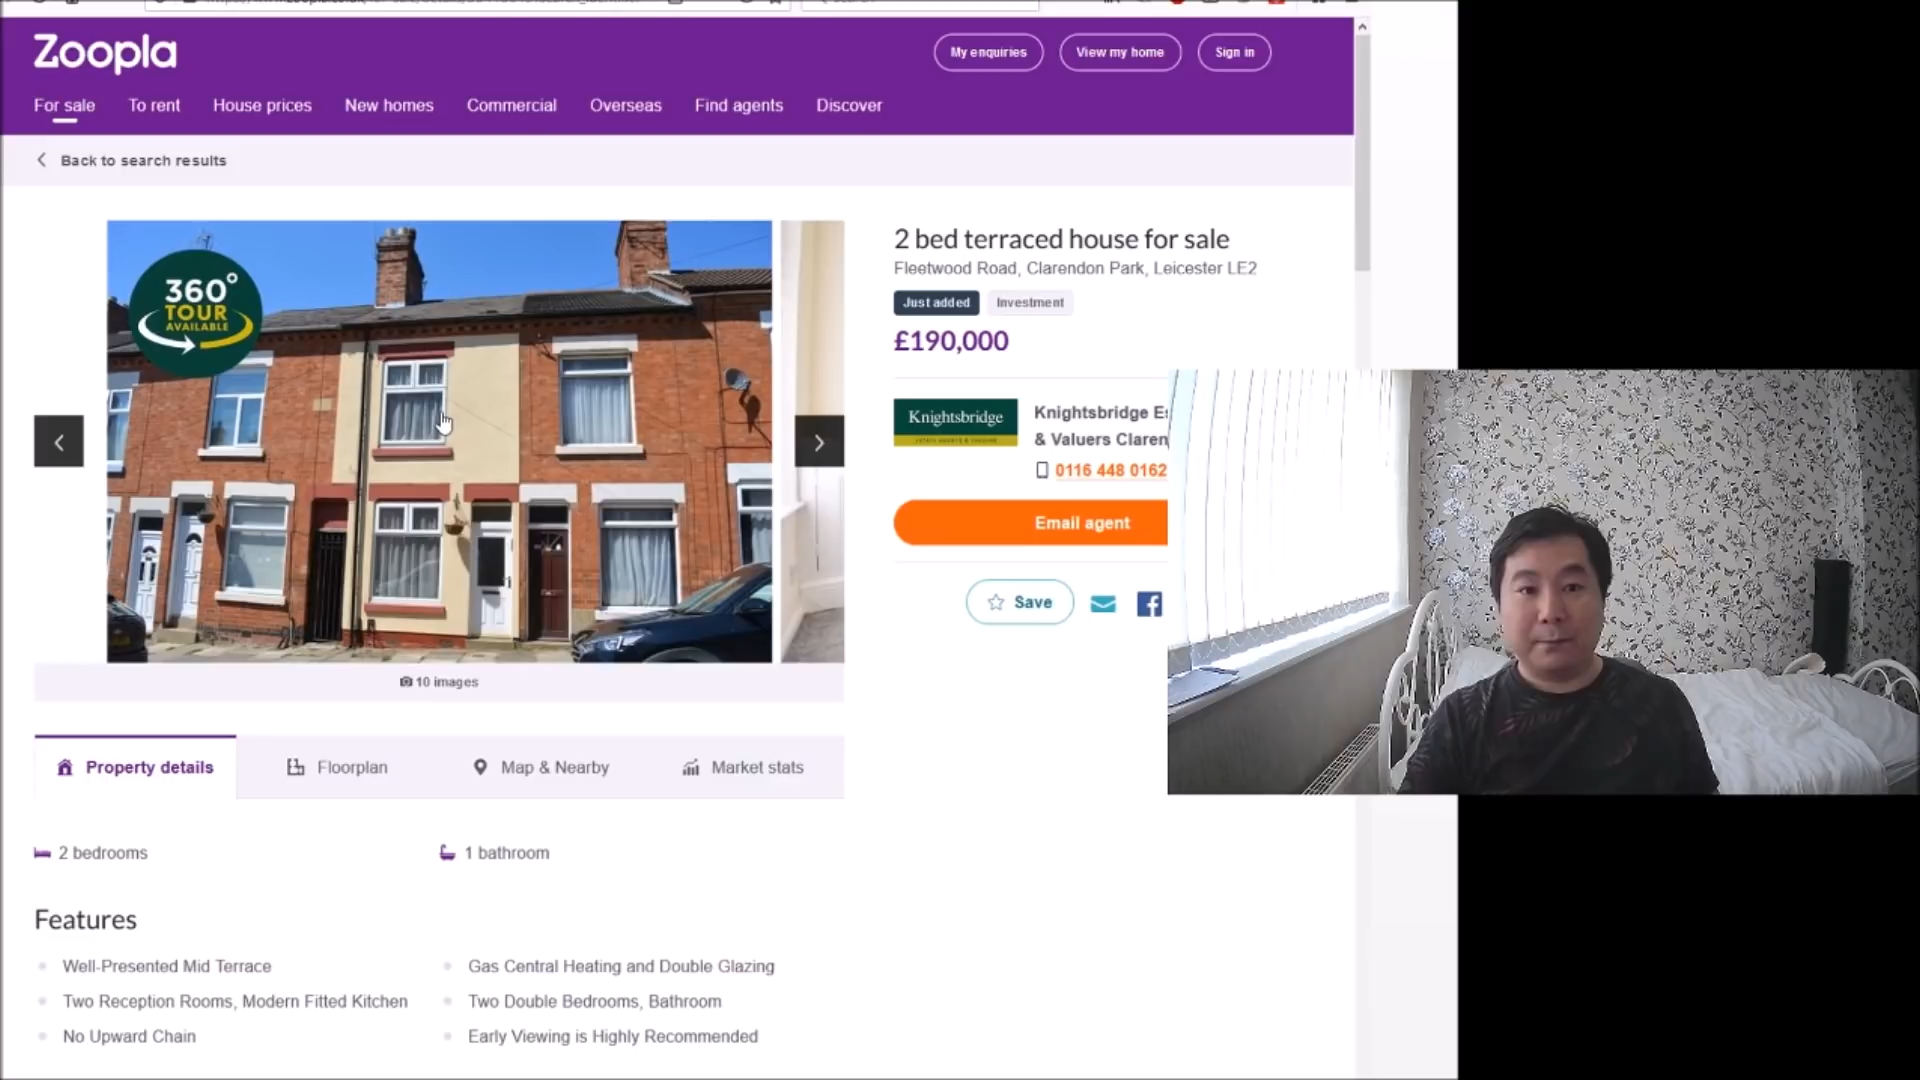 Zoopla
My enquiries
View my home
Sign in
For sale
To rent
House prices
New homes
Commercial
Overseas
Find agents
Discover
Back to search results
360°
TOUR
AVAILABLE
10 images
2 bed terraced house for sale
Fleetwood Road, Clarendon Park, Leicester LE2
Just added
Investment
£190,000
Knightsbridge
Knightsbridge Es
& Valuers Claren
0116 448 0162
Email agent
Save
Property details
Floorplan
Map & Nearby
Market stats
2 bedrooms
1 bathroom
Features
Well-Presented Mid Terrace
Gas Central Heating and Double Glazing
Two Reception Rooms, Modern Fitted Kitchen
Two Double Bedrooms, Bathroom
No Upward Chain
Early Viewing is Highly Recommended